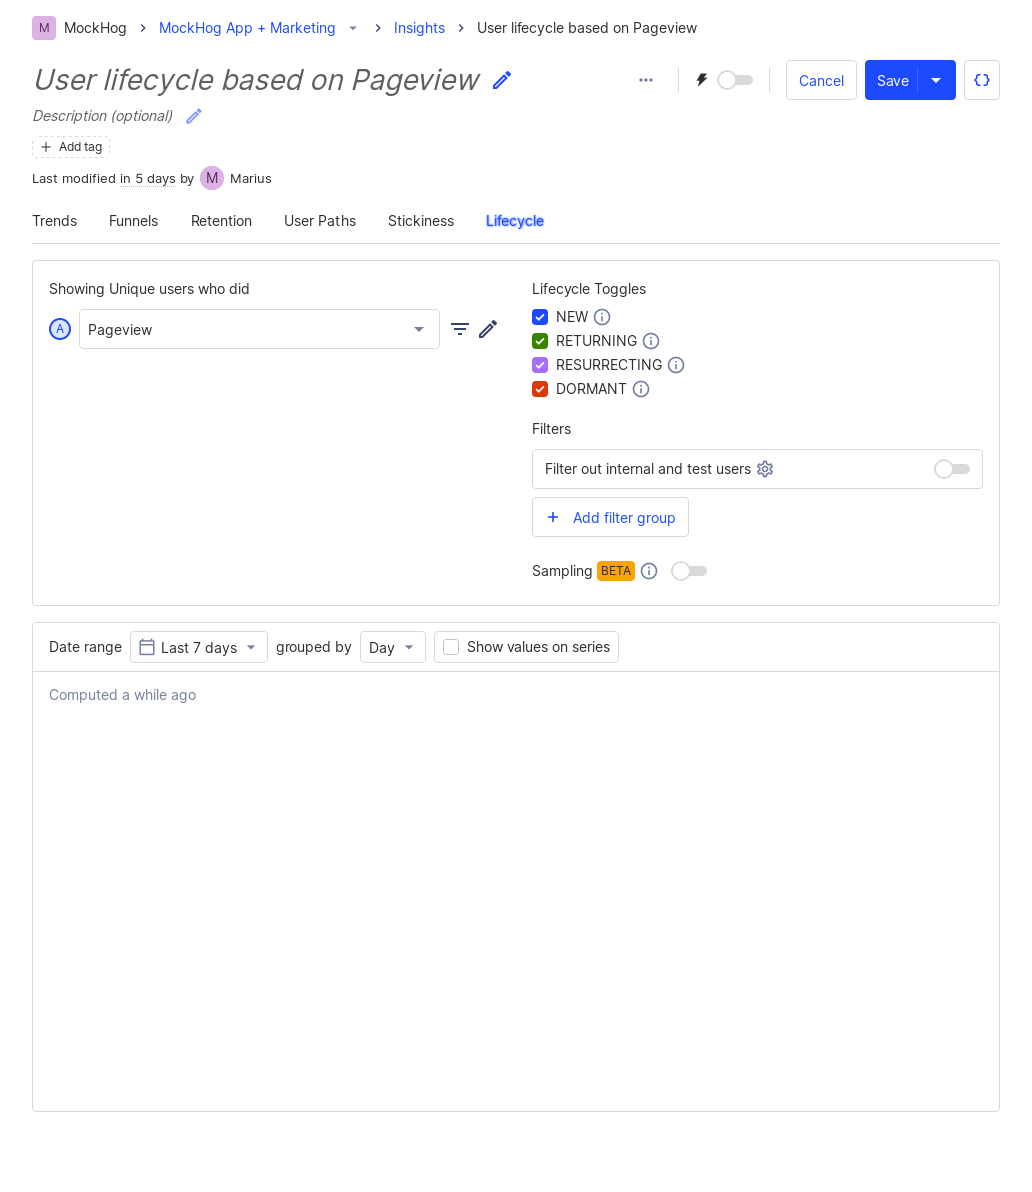 M MockHog MockHog App + Marketing Insights User lifecycle based on Pageview
User lifecycle based on Pageview
Cancel Save
Description (optional)
Add tag
Last modified in 5 days by M Marius
Trends Funnels Retention User Paths Stickiness Lifecycle
Showing Unique users who did
A Pageview
Lifecycle Toggles
NEW
RETURNING
RESURRECTING
DORMANT
Filters
Filter out internal and test users
Add filter group
Sampling BETA
Date range Last 7 days grouped by Day Show values on series
Computed a while ago